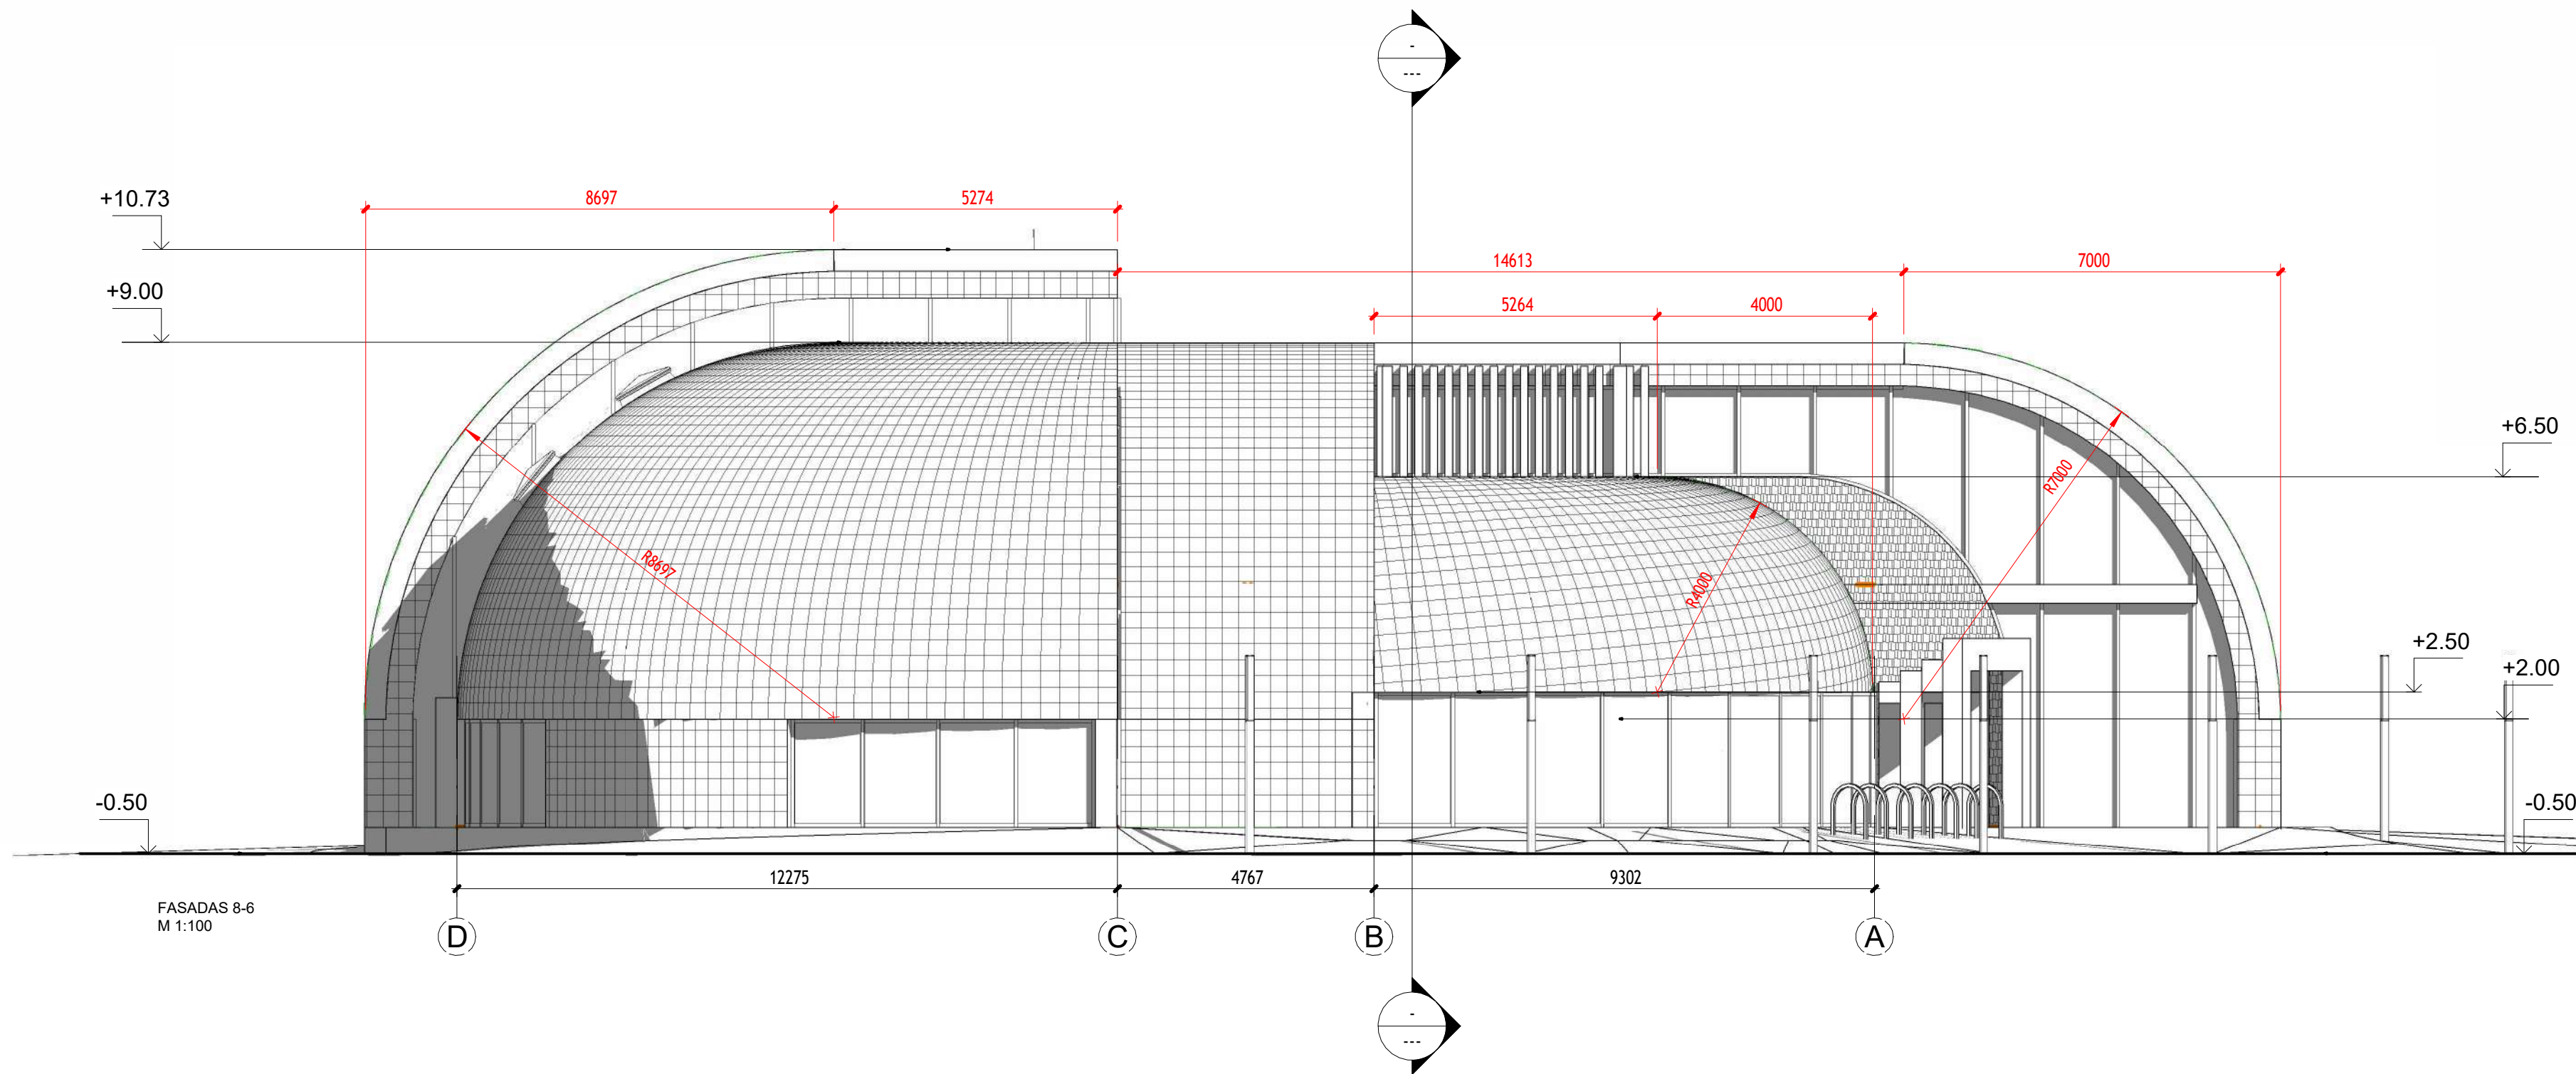 -
---
+10.73
8697
5274
+9.00
14613
7000
5264
4000
+6.50
R7000
R8697
R4000
+2.50
+2.00
-0.50
-0.50
12275
4767
9302
FASADAS 8-6
M 1:100
D
C
B
A
-
---